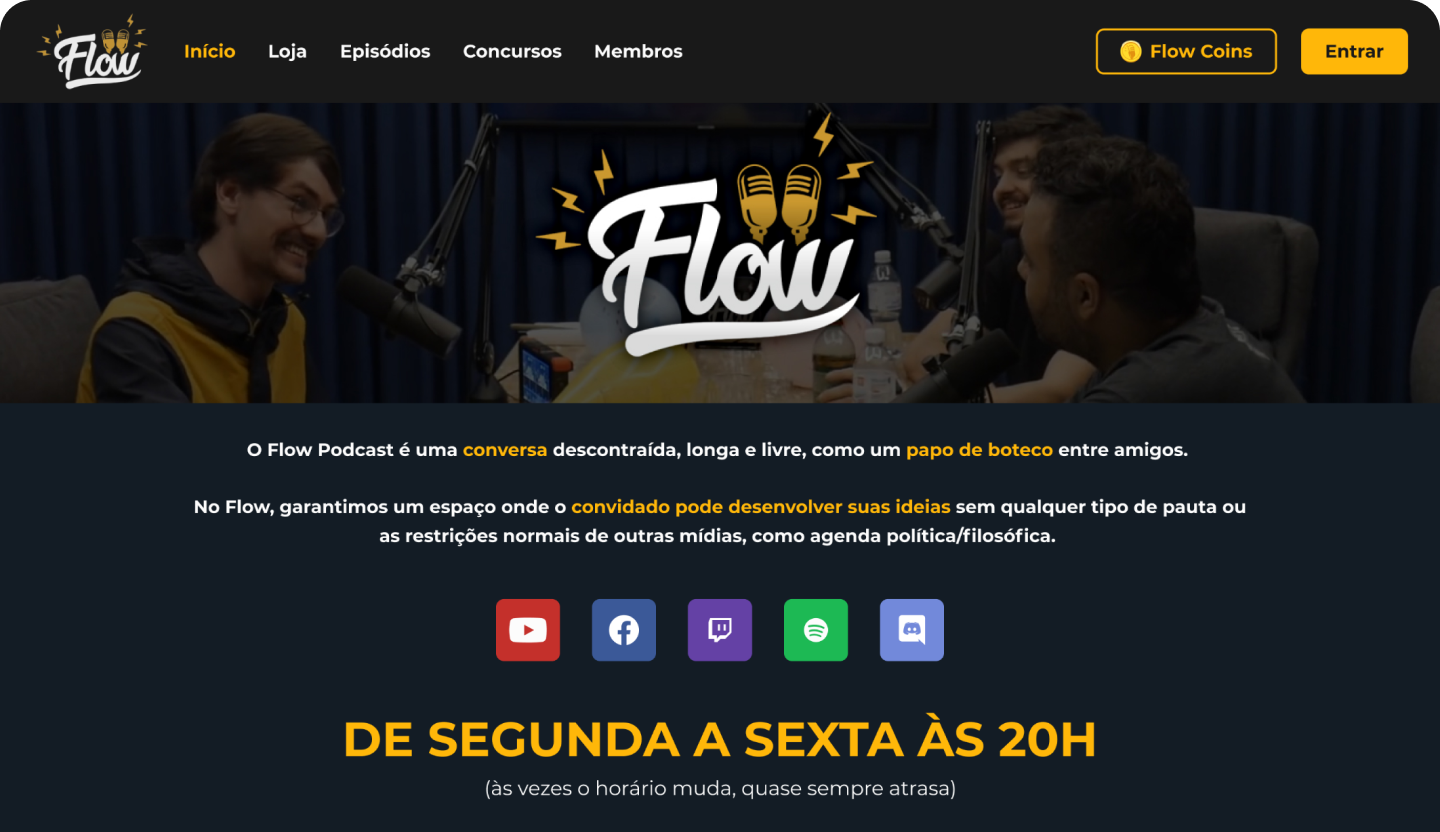 Flow
Início
Loja
Episódios
Concursos
Membros
Flow Coins
Entrar
Flow
O Flow Podcast é uma conversa descontraída, longa e livre, como um papo de boteco entre amigos.
No Flow, garantimos um espaço onde o convidado pode desenvolver suas ideias sem qualquer tipo de pauta ou
as restrições normais de outras mídias, como agenda política/filosófica.
DE SEGUNDA A SEXTA ÀS 20H
(às vezes o horário muda, quase sempre atrasa)